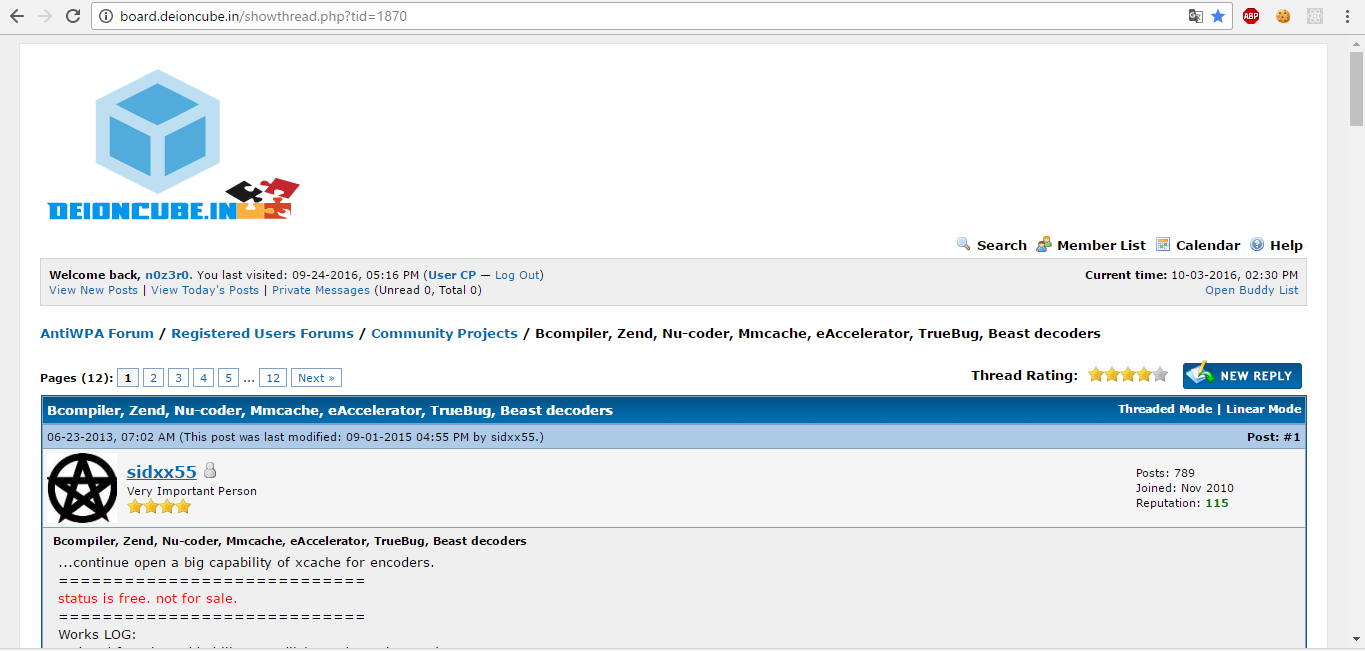 board.deioncube.in/showthread.php?tid=1870
ABP
DEIONCUBE.IN
Search Member List Calendar Help
Welcome back, n0z3r0. You last visited: 09-24-2016, 05:16 PM (User CP — Log Out)
Current time: 10-03-2016, 02:30 PM
View New Posts | View Today's Posts | Private Messages (Unread 0, Total 0)
Open Buddy List
AntiWPA Forum / Registered Users Forums / Community Projects / Bcompiler, Zend, Nu-coder, Mmcache, eAccelerator, TrueBug, Beast decoders
Pages (12): 1 2 3 4 5 ... 12 Next »
Thread Rating:
NEW REPLY
Bcompiler, Zend, Nu-coder, Mmcache, eAccelerator, TrueBug, Beast decoders
Threaded Mode | Linear Mode
06-23-2013, 07:02 AM (This post was last modified: 09-01-2015 04:55 PM by sidxx55.)
Post: #1
sidxx55
Very Important Person
Posts: 789
Joined: Nov 2010
Reputation: 115
Bcompiler, Zend, Nu-coder, Mmcache, eAccelerator, TrueBug, Beast decoders
...continue open a big capability of xcache for encoders.
============================
status is free. not for sale.
============================
Works LOG: